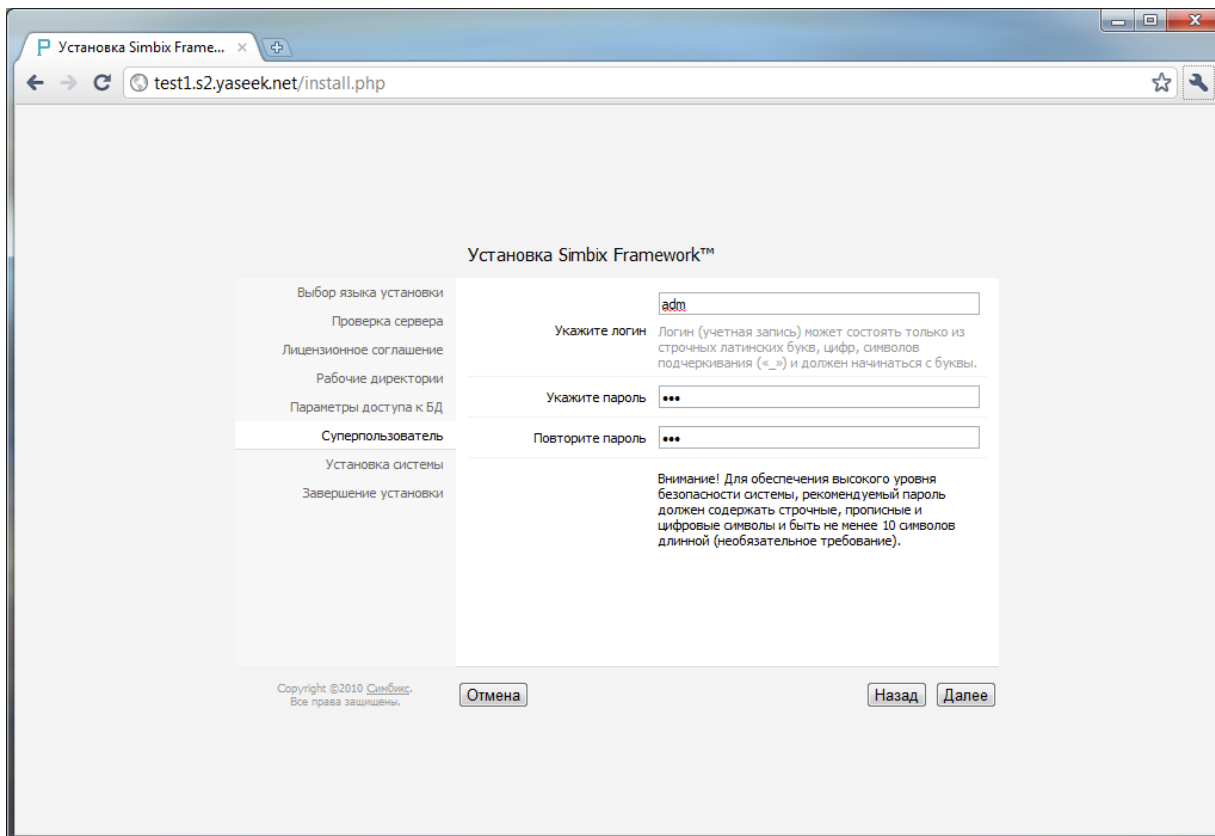 Установка Simbix Frame...
test1.s2.yaseek.net/install.php
Установка Simbix Framework™
Выбор языка установки
Проверка сервера
Лицензионное соглашение
Рабочие директории
Параметры доступа к БД
Суперпользователь
Установка системы
Завершение установки
adm
Укажите логин
Логин (учетная запись) может состоять только из
строчных латинских букв, цифр, символов
подчеркивания («_») и должен начинаться с буквы.
Укажите пароль
•••
Повторите пароль
•••
Внимание! Для обеспечения высокого уровня
безопасности системы, рекомендуемый пароль
должен содержать строчные, прописные и
цифровые символы и быть не менее 10 символов
длинной (необязательное требование).
Copyright ©2010 Симбикс.
Все права защищены.
Отмена
Назад
Далее